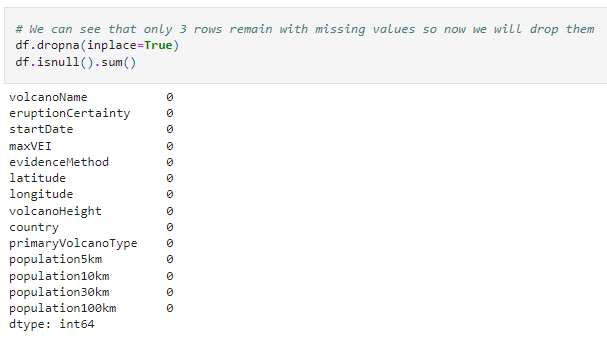 # We can see that only 3 rows remain with missing values so now we will drop them
df.dropna(inplace=True)
df.isnull().sum()
volcanoName 0
eruptionCertainty 0
startDate 0
maxVEI 0
evidenceMethod 0
latitude 0
longitude 0
volcanoHeight 0
country 0
primaryVolcanoType 0
population5km 0
population10km 0
population30km 0
population100km 0
dtype: int64